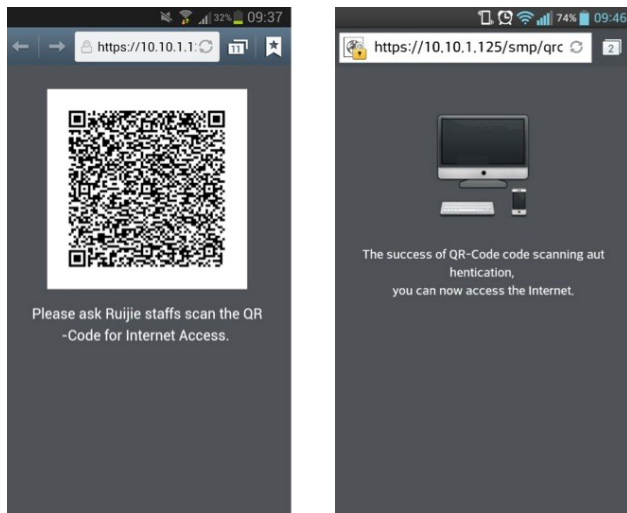 32% 09:37
https://10.10.1.1:
11
Please ask Ruijie staffs scan the QR
-Code for Internet Access.
74% 09:46
https://10.10.1.125/smp/qrc
2
The success of QR-Code code scanning aut
hentication,
you can now access the Internet.